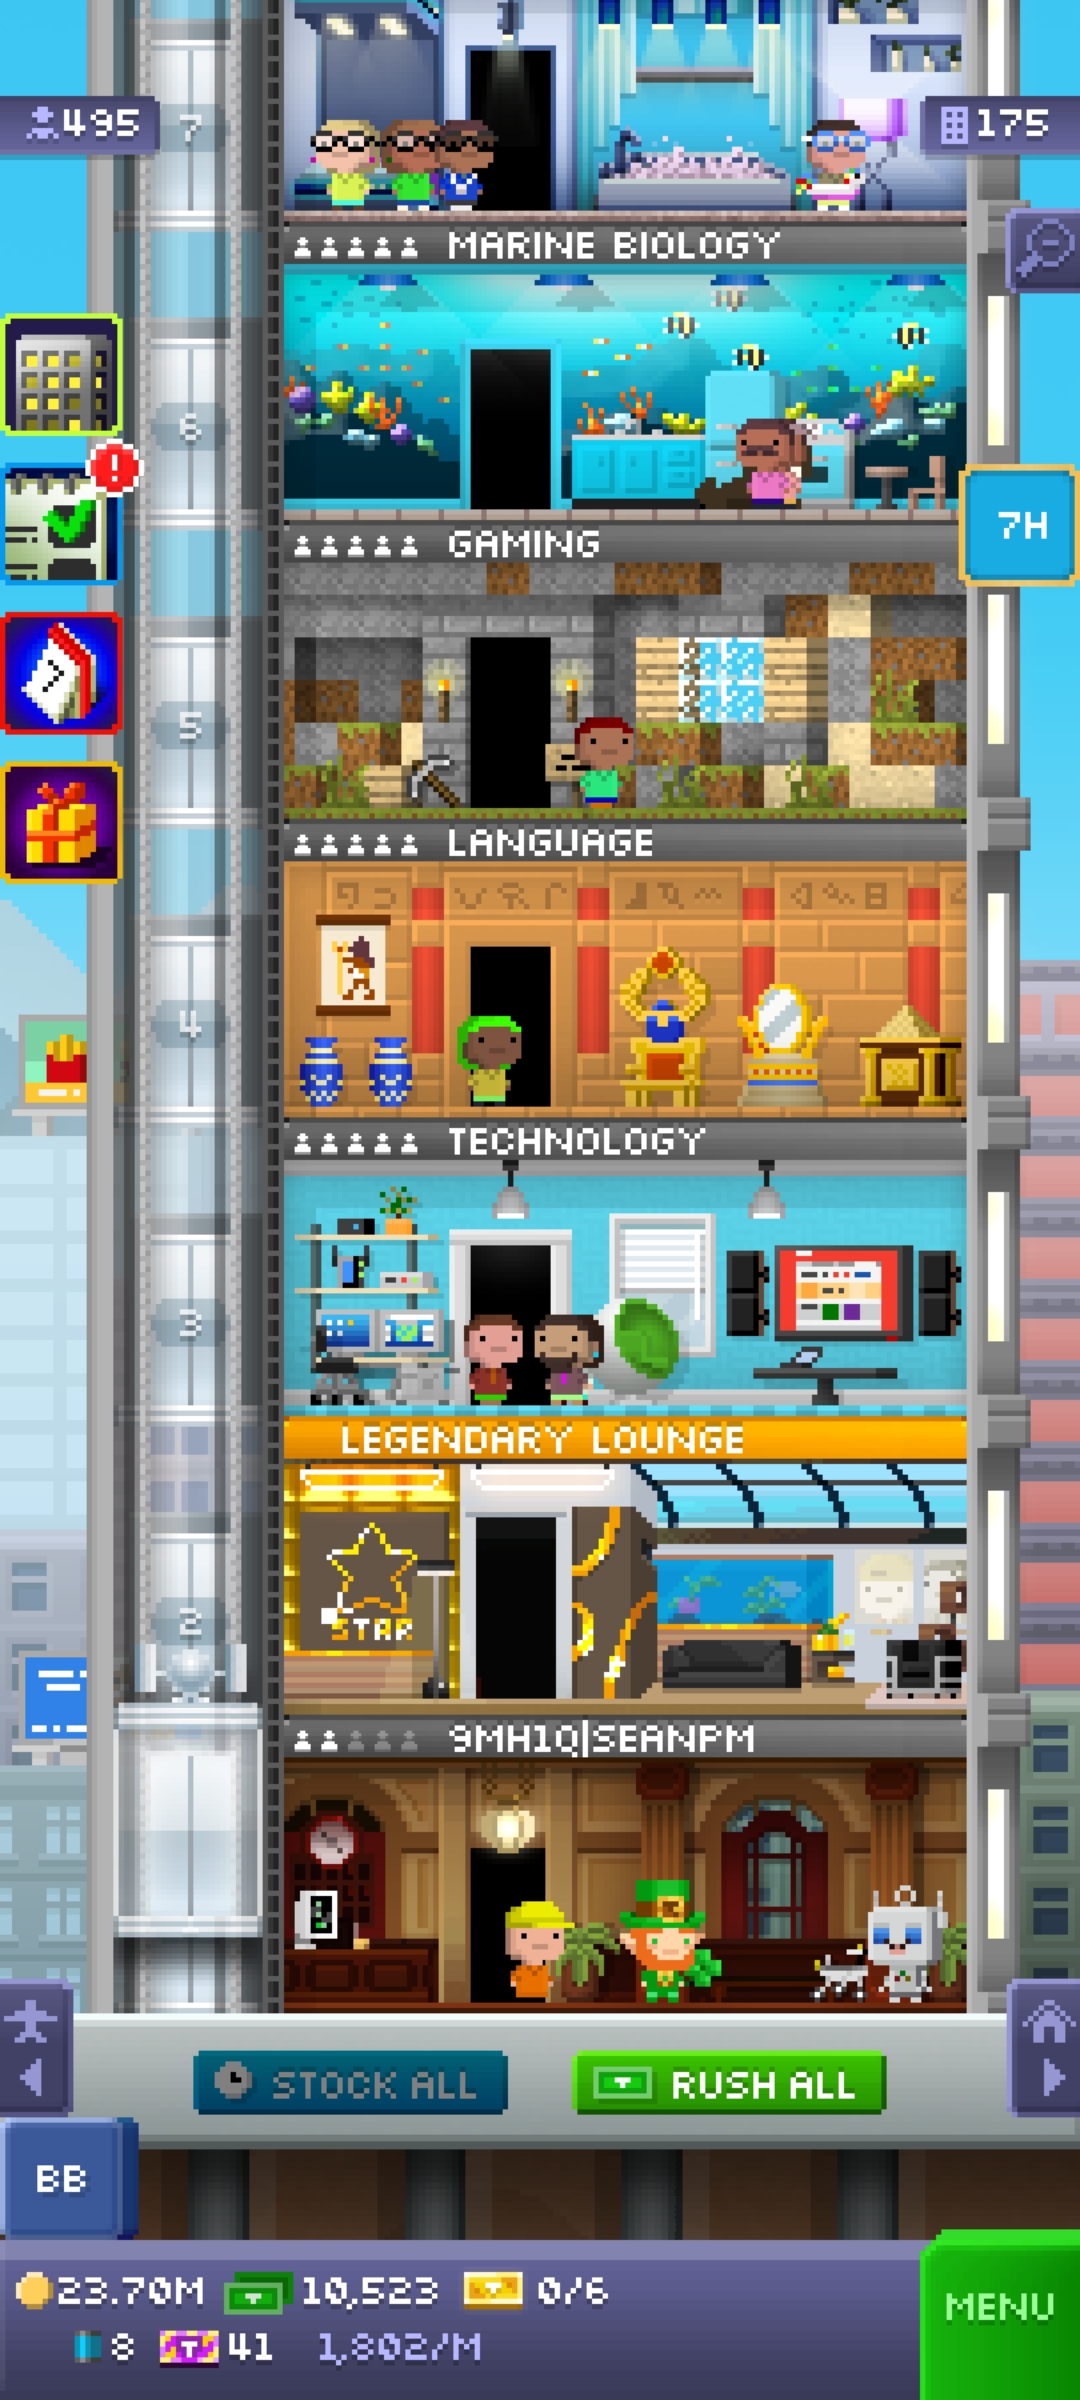 495
7
175
MARINE BIOLOGY
6
GAMING
7H
5
LANGUAGE
4
TECHNOLOGY
3
LEGENDARY LOUNGE
STAR
2
9MH1Q|SEANPM
STOCK ALL
RUSH ALL
BB
23.70M 10,523 0/6
MENU
8 41 1,802/M